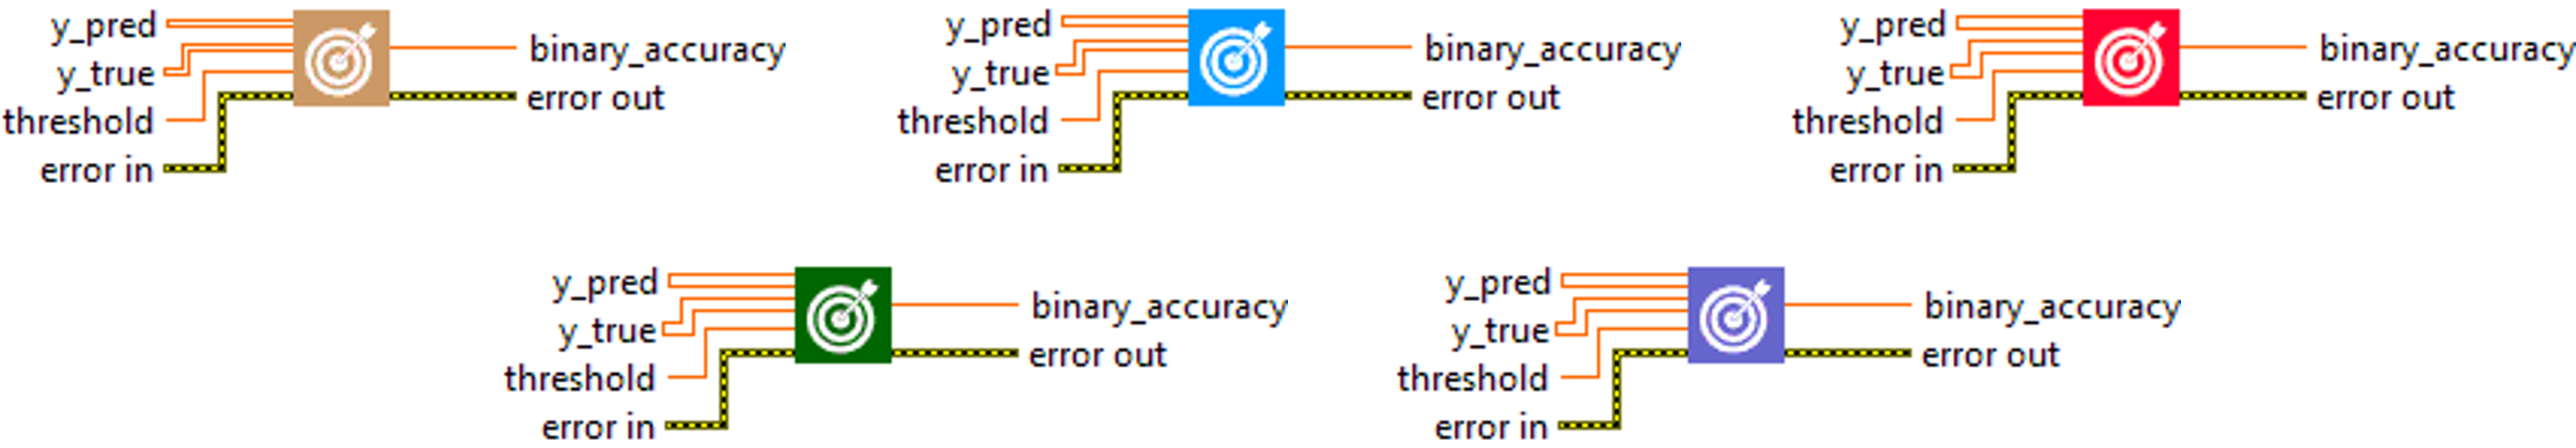 y_pred
y_true
threshold
error in
binary_accuracy
error out
y_pred
y_true
threshold
error in
binary_accuracy
error out
y_pred
y_true
threshold
error in
binary_accuracy
error out
y_pred
y_true
threshold
error in
binary_accuracy
error out
y_pred
y_true
threshold
error in
binary_accuracy
error out